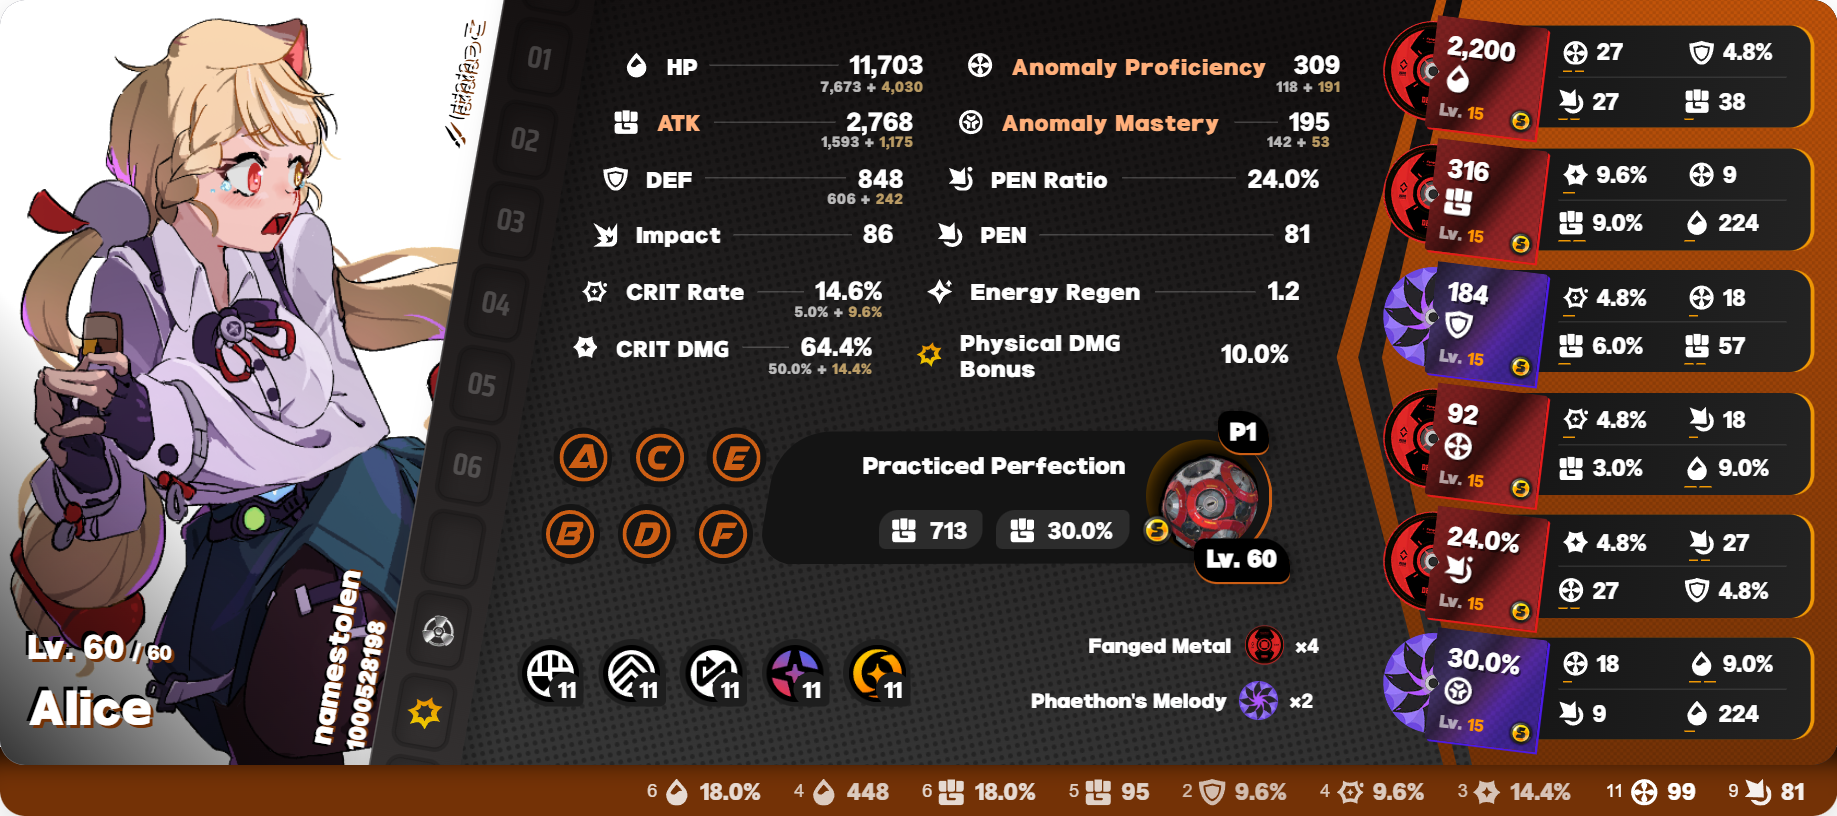 01
02
03
04
05
06
Lv. 60 / 60
Alice
namestolen
1000528198
HP 11,703
7,673 + 4,030
ATK 2,768
1,593 + 1,175
DEF 848
606 + 242
Impact 86
CRIT Rate 14.6%
5.0% + 9.6%
CRIT DMG 64.4%
50.0% + 14.4%
Anomaly Proficiency 309
118 + 191
Anomaly Mastery 195
142 + 53
PEN Ratio 24.0%
PEN 81
Energy Regen 1.2
Physical DMG
Bonus 10.0%
A C E
B D F
P1
Practiced Perfection
713 30.0%
S
Lv. 60
11 11 11 11 11
Fanged Metal ×4
Phaethon's Melody ×2
2,200
Lv. 15 S
27 4.8%
27 38
316
Lv. 15 S
9.6% 9
9.0% 224
184
Lv. 15 S
4.8% 18
6.0% 57
92
Lv. 15 S
4.8% 18
3.0% 9.0%
24.0%
Lv. 15 S
4.8% 27
27 4.8%
30.0%
Lv. 15 S
18 9.0%
9 224
6 18.0% 4 448 6 18.0% 5 95 2 9.6% 4 9.6% 3 14.4% 11 99 9 81